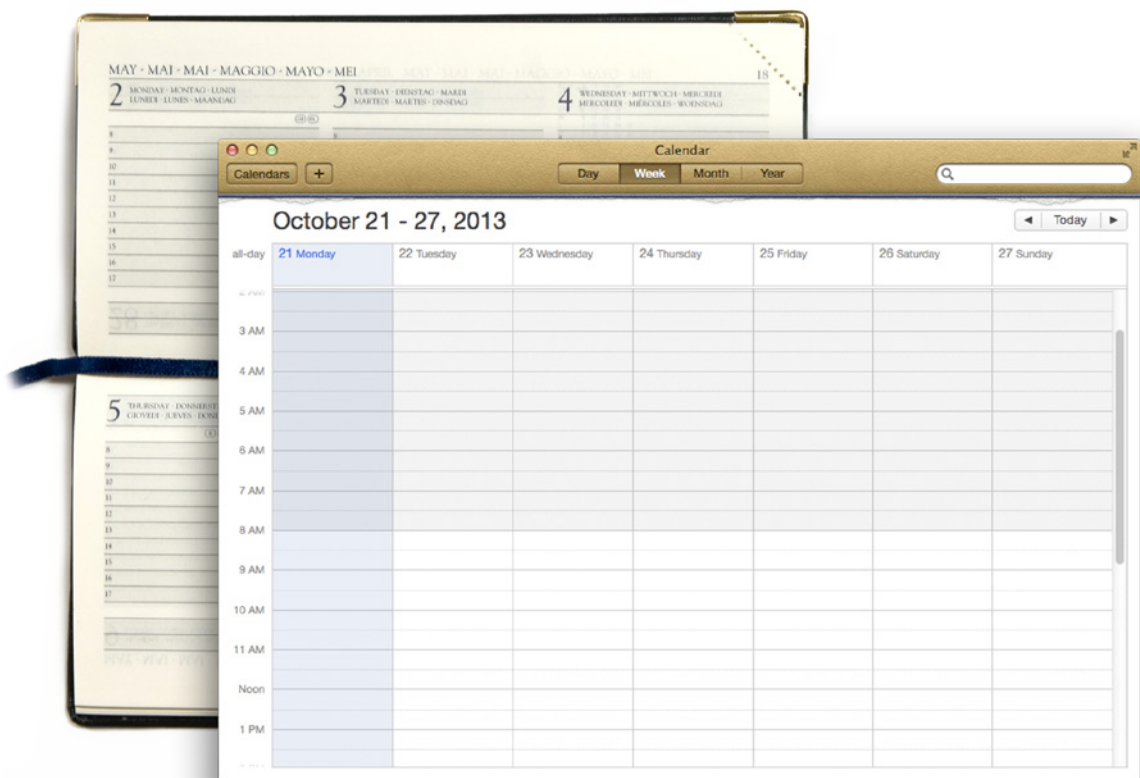 MAY - MAI - MAI - MAGGIO - MAYO - MEI
18
2 MONDAY · MONTAG · LUNDI
LUNEDI · LUNES · MAANDAG
3 TUESDAY · DIENSTAG · MARDI
MARTEDI · MARTES · DINSDAG
4 WEDNESDAY · MITTWOCH · MERCREDI
MERCOLEDI · MIÉRCOLES · WOENSDAG
8
9
10
11
12
13
14
15
16
17
5 THURSDAY · DONNERST
GIOVEDI · JUEVES · DON
8
9
10
11
12
13
14
15
16
17
Calendar
Calendars + Day Week Month Year
October 21 - 27, 2013
Today
all-day 21 Monday 22 Tuesday 23 Wednesday 24 Thursday 25 Friday 26 Saturday 27 Sunday
2 AM
3 AM
4 AM
5 AM
6 AM
7 AM
8 AM
9 AM
10 AM
11 AM
Noon
1 PM